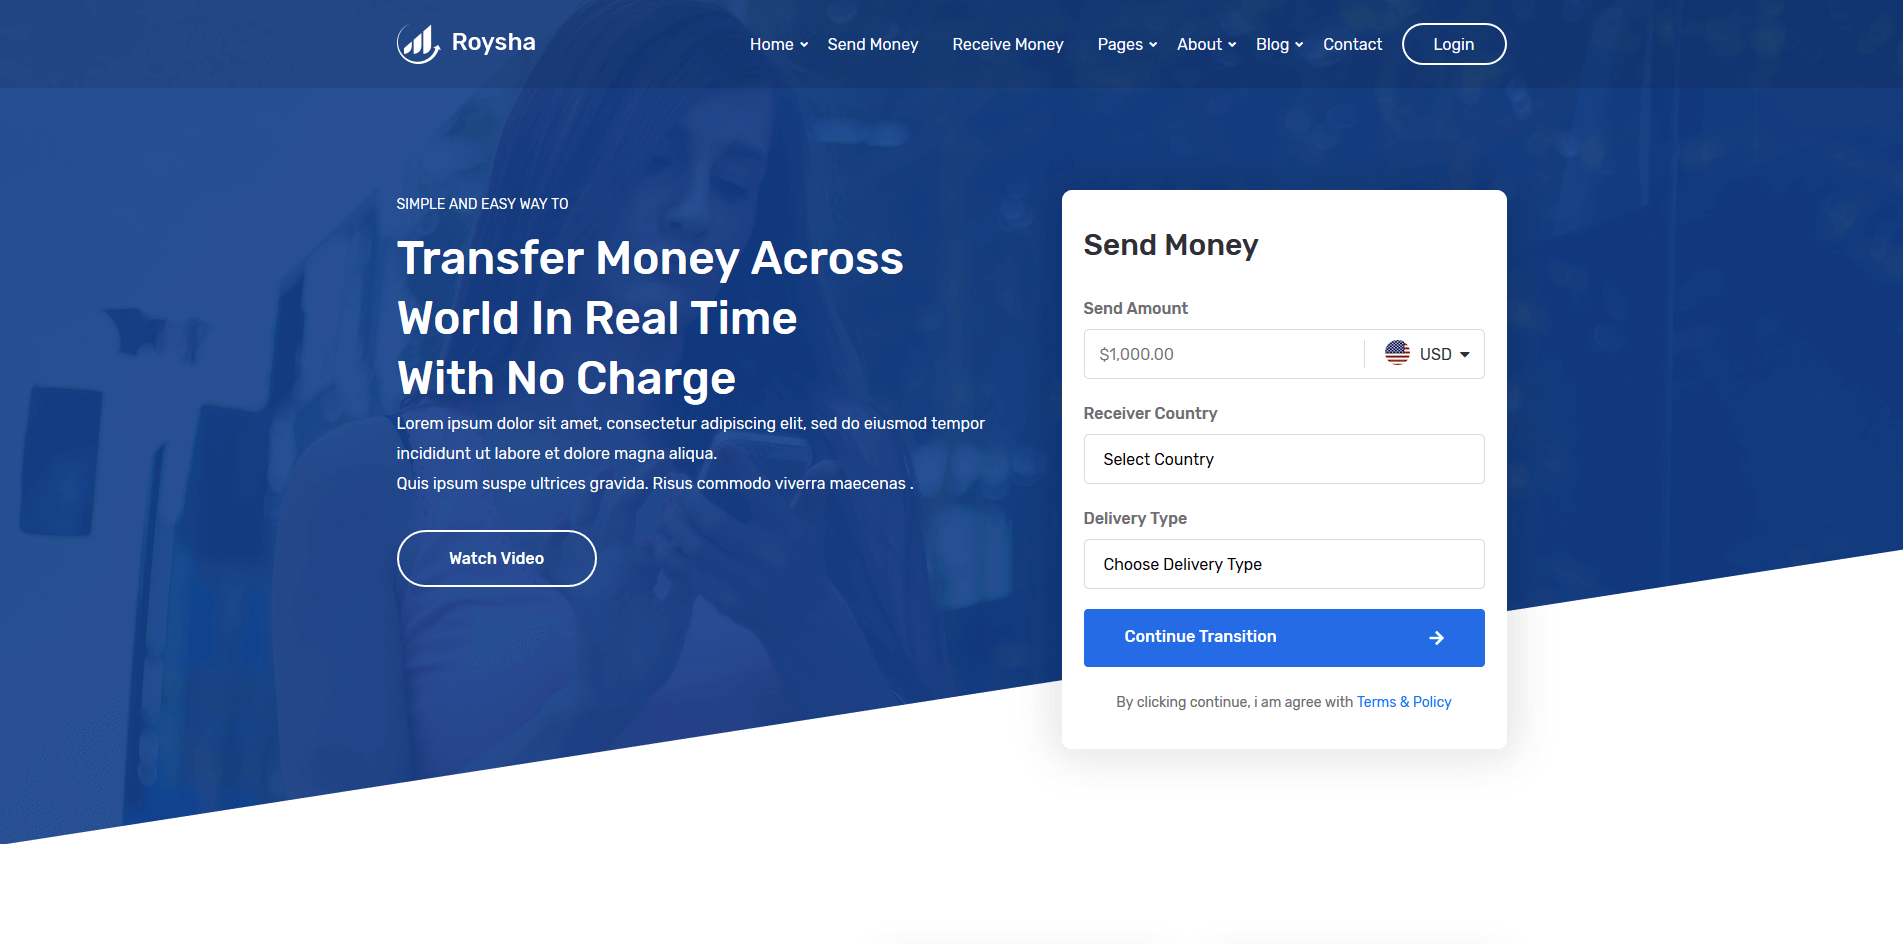 Roysha
Home Send Money Receive Money Pages About Blog Contact Login
SIMPLE AND EASY WAY TO
Transfer Money Across
World In Real Time
With No Charge
Lorem ipsum dolor sit amet, consectetur adipiscing elit, sed do eiusmod tempor
incididunt ut labore et dolore magna aliqua.
Quis ipsum suspe ultrices gravida. Risus commodo viverra maecenas .
Watch Video
Send Money
Send Amount
$1,000.00 USD
Receiver Country
Select Country
Delivery Type
Choose Delivery Type
Continue Transition
By clicking continue, i am agree with Terms & Policy